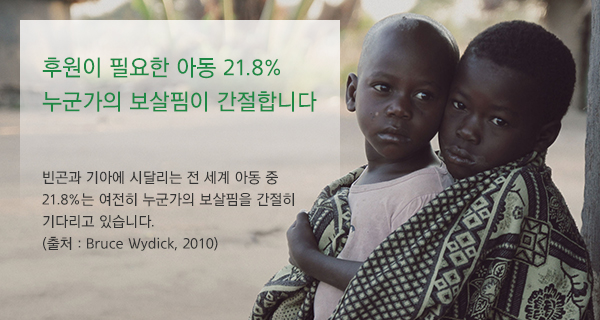 후원이 필요한 아동 21.8%
누군가의 보살핌이 간절합니다
빈곤과 기아에 시달리는 전 세계 아동 중
21.8%는 여전히 누군가의 보살핌을 간절히
기다리고 있습니다.
(출처 : Bruce Wydick, 2010)